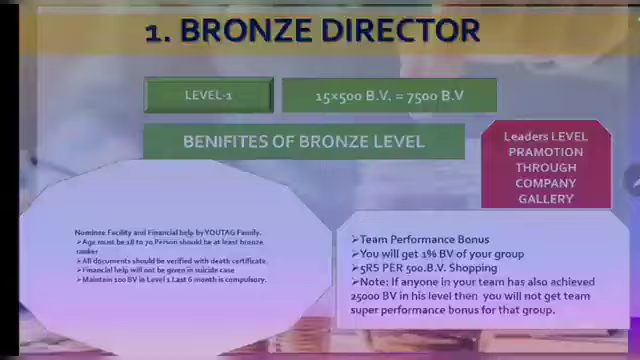 1. BRONZE DIRECTOR
LEVEL-1
15×500 B.V. = 7500 B.V
BENIFITES OF BRONZE LEVEL
Leaders LEVEL
PRAMOTION
THROUGH
COMPANY
GALLERY
Nominee Facility and Financial help by YOUTAG Family.
➤Age must be 18 to 70 Person should be at least bronze
ranker
➤All documents should be verified with death certificate.
➤Financial help will not be given in suicide case
➤Maintain 100 BV in Level 1 Last 6 month is compulsory.
➤Team Performance Bonus
➤You will get 1% BV of your group
➤5RS PER 500.B.V. Shopping
➤Note: If anyone in your team has also achieved
25000 BV in his level then you will not get team
super performance bonus for that group.